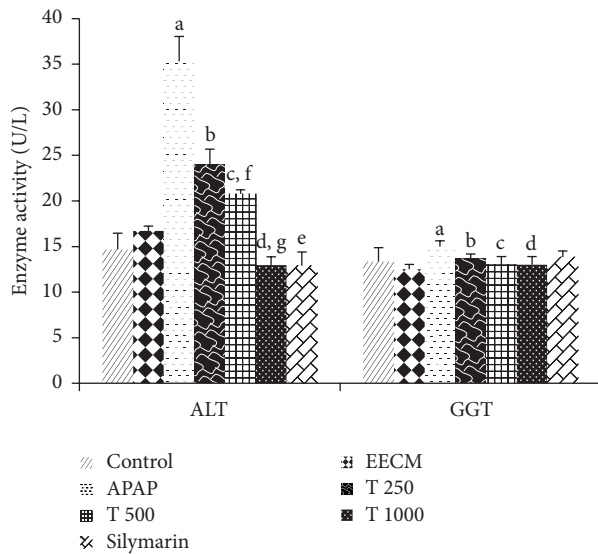 Enzyme activity (U/L)
40
35
30
25
20
15
10
5
0
a
b
c, f
d, g
e
a
b
c
d
ALT
GGT
Control
EECM
APAP
T 250
T 500
T 1000
Silymarin